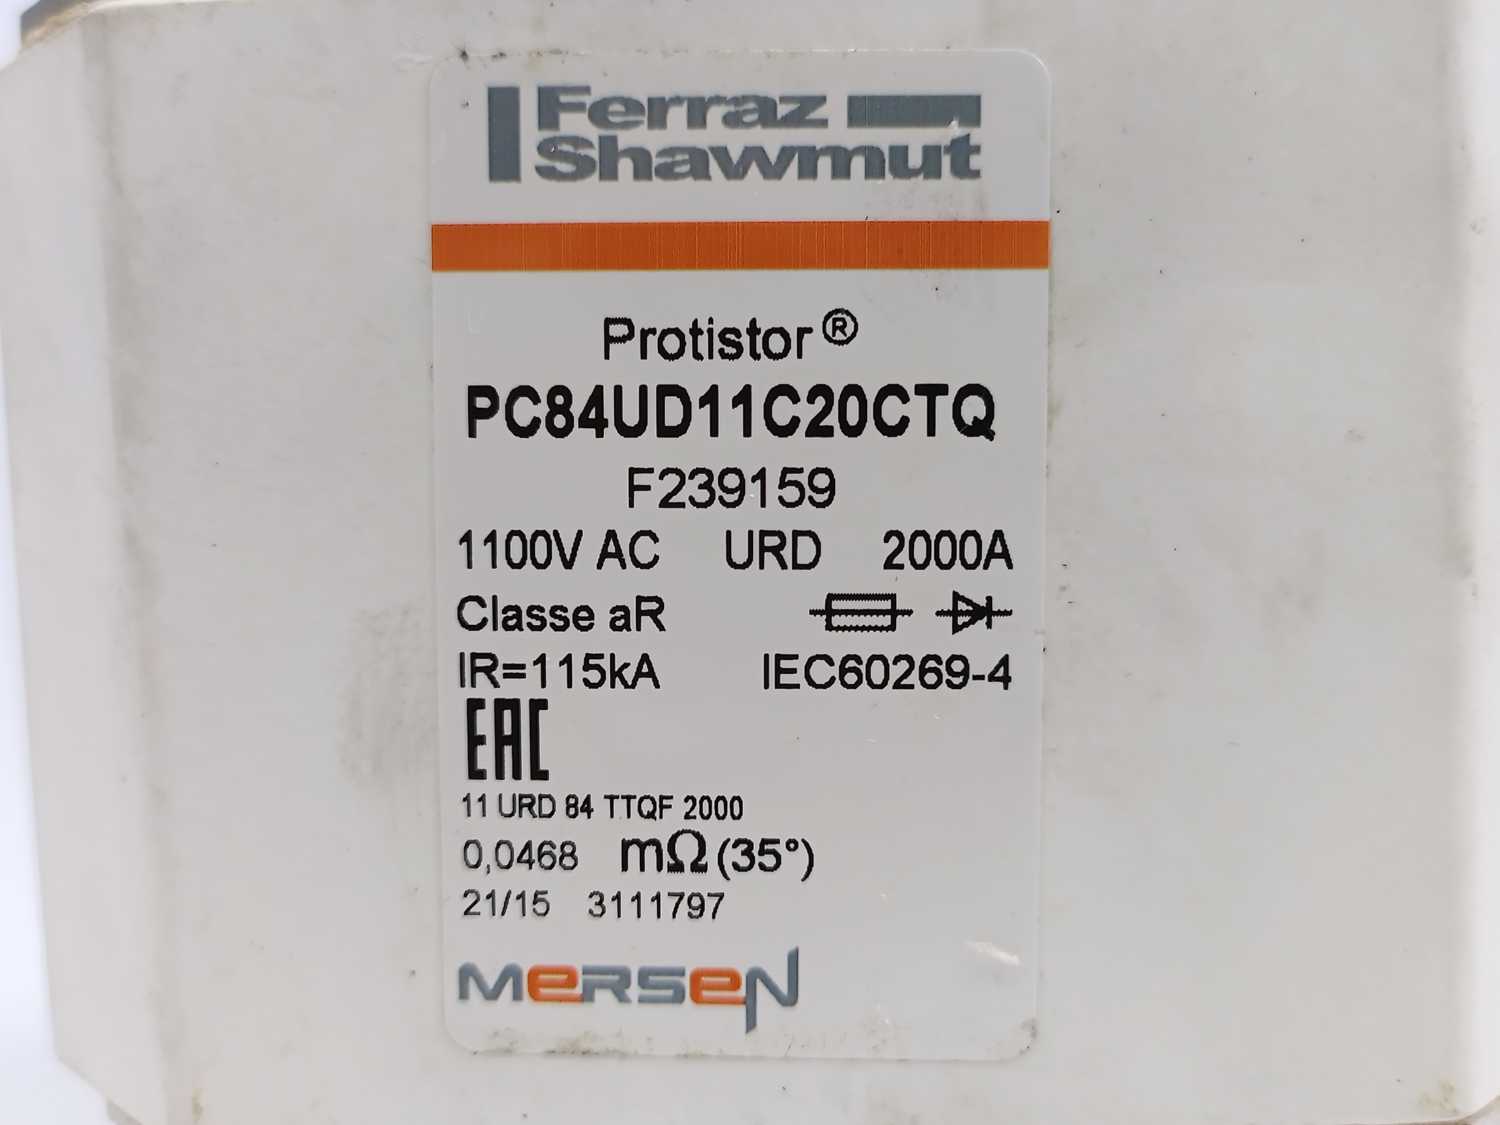 Ferraz
Shawmut
Protistor®
PC84UD11C20CTQ
F239159
1100V AC URD 2000A
Classe aR
IR=115kA IEC60269-4
EAC
11 URD 84 TTQF 2000
0,0468 mΩ (35°)
21/15 3111797
MERSEN